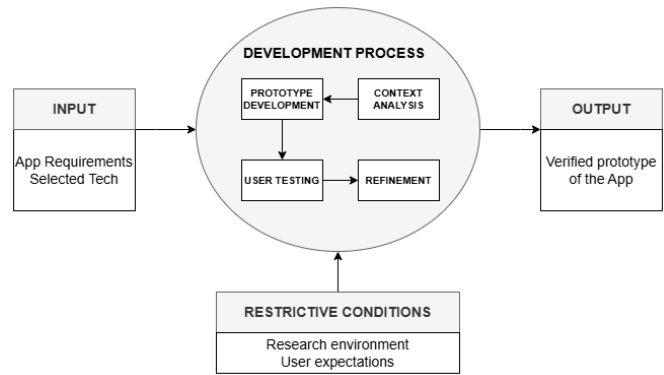 DEVELOPMENT PROCESS
PROTOTYPE
DEVELOPMENT
CONTEXT
ANALYSIS
USER TESTING
REFINEMENT
INPUT
App Requirements
Selected Tech
OUTPUT
Verified prototype
of the App
RESTRICTIVE CONDITIONS
Research environment
User expectations